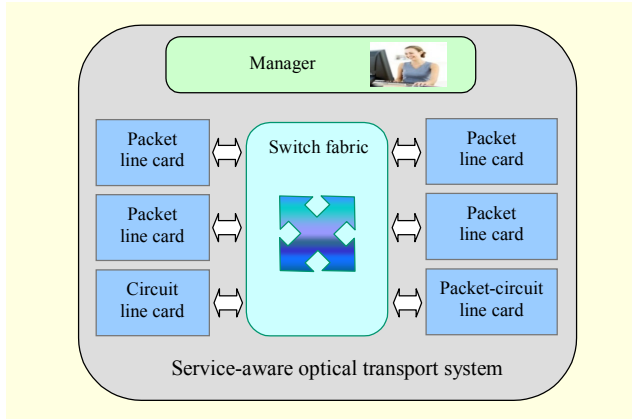 Manager
Packet
line card
Switch fabric
Packet
line card
Packet
line card
Packet
line card
Circuit
line card
Packet-circuit
line card
Service-aware optical transport system